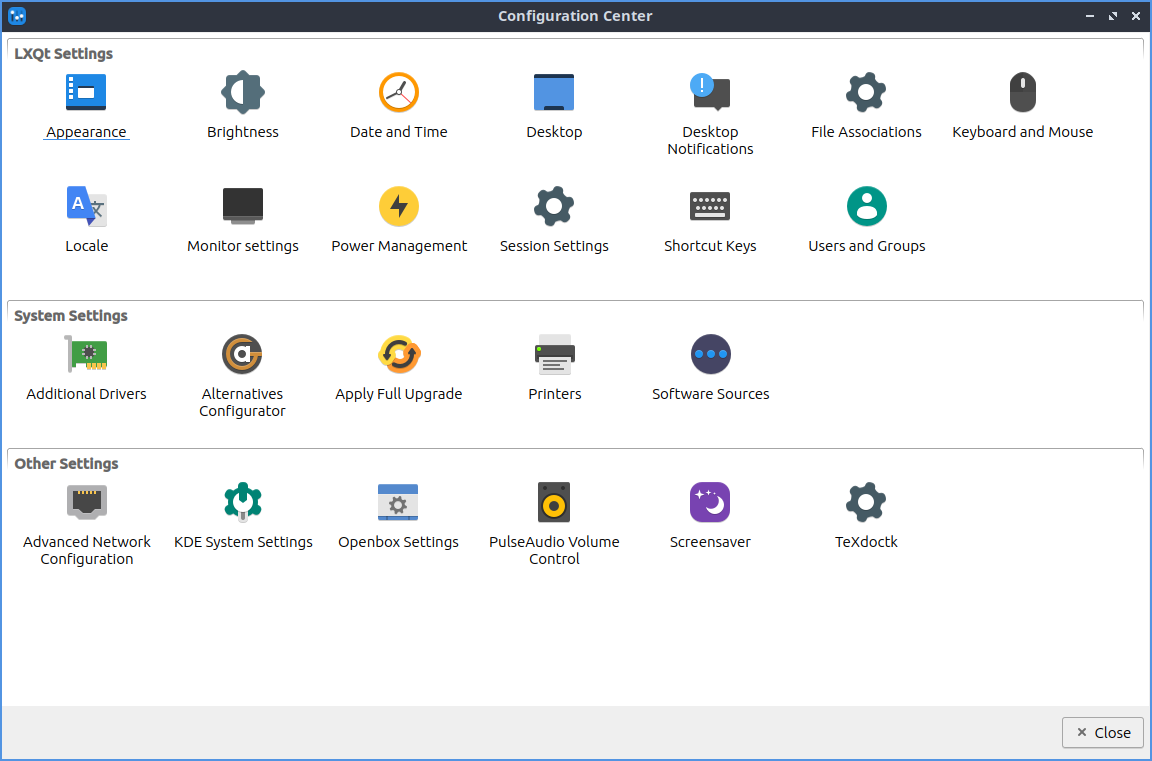 Configuration Center
LXQt Settings
Appearance
Brightness
Date and Time
Desktop
Desktop
Notifications
File Associations
Keyboard and Mouse
A
Locale
Monitor settings
Power Management
Session Settings
Shortcut Keys
Users and Groups
System Settings
Additional Drivers
Alternatives
Configurator
Apply Full Upgrade
Printers
Software Sources
Other Settings
Advanced Network
Configuration
KDE System Settings
Openbox Settings
PulseAudio Volume
Control
Screensaver
TeXdoctk
Close